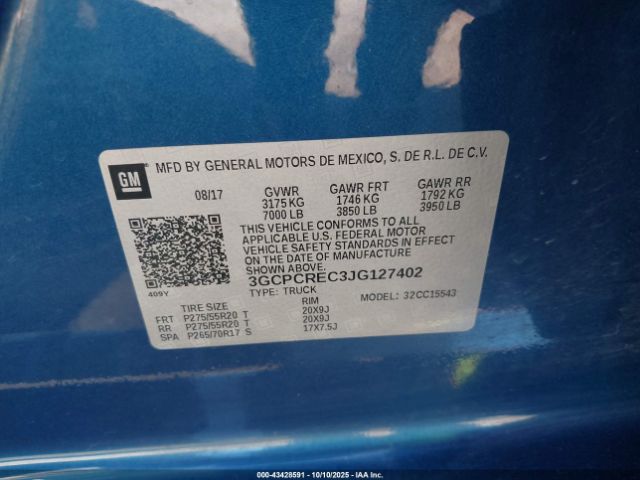 GM
MFD BY GENERAL MOTORS DE MEXICO, S. DE R.L. DE C.V.
08/17 GVWR GAWR FRT GAWR RR
3175 KG 1746 KG 1792 KG
7000 LB 3850 LB 3950 LB
THIS VEHICLE CONFORMS TO ALL
APPLICABLE U.S. FEDERAL MOTOR
VEHICLE SAFETY STANDARDS IN EFFECT
ON THE DATE OF MANUFACTURE
SHOWN ABOVE.
3GCPCREC3JG127402
409Y TYPE: TRUCK MODEL: 32CC15543
TIRE SIZE RIM
FRT P275/55R20 T 20X9J
RR P275/55R20 T 20X9J
SPA P265/70R17 S 17X7.5J
000-43428591 - 10/10/2025 - IAA Inc.